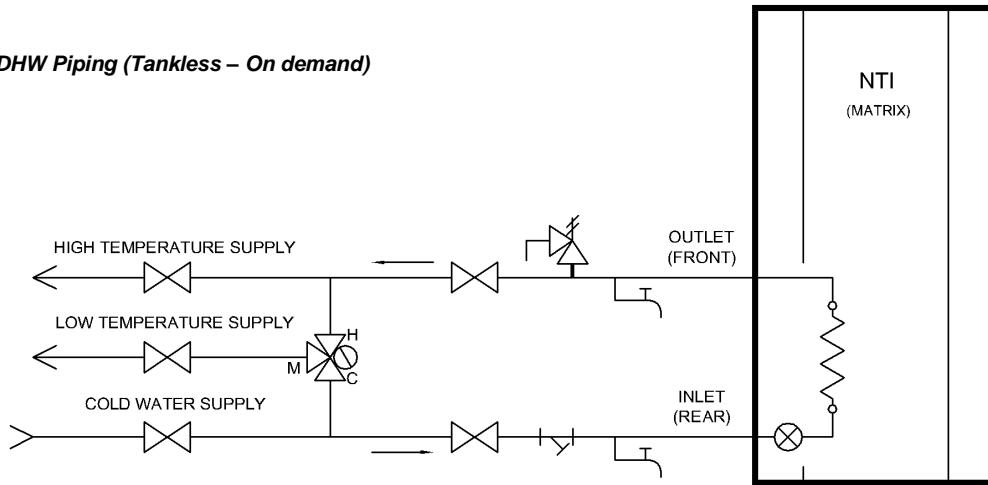 DHW Piping (Tankless – On demand)
NTI
(MATRIX)
HIGH TEMPERATURE SUPPLY
OUTLET
(FRONT)
LOW TEMPERATURE SUPPLY
H
M
C
COLD WATER SUPPLY
INLET
(REAR)